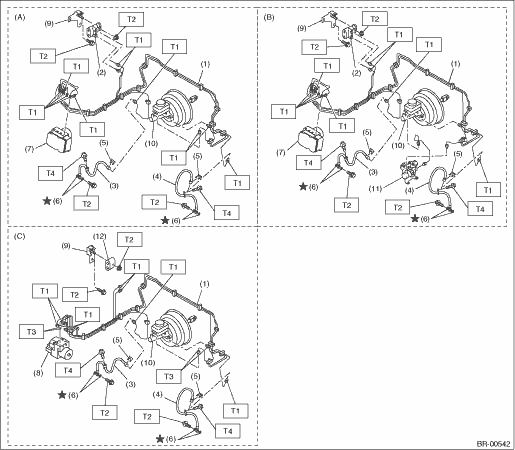 (A)
(9)
T2
T2
(2)
T1
T1
(1)
T1
T1
T1
(7)
(5)
(10)
T1
(5)
T4
(3)
(4)
T1
★(6)
T2
T2
T4
★(6)
(B)
(9)
T2
T2
(2)
T1
T1
(1)
T1
T1
T1
(7)
(5)
(10)
T4
(5)
★(6)
(3)
(11)
(4)
T1
T2
T2
T4
★(6)
(C)
(9)
(12)
T2
T1
T1
(1)
T1
T2
T3
(8)
(5)
(10)
T4
T3
(5)
★(6)
(3)
(4)
T2
T1
T2
T4
★(6)
BR-00542